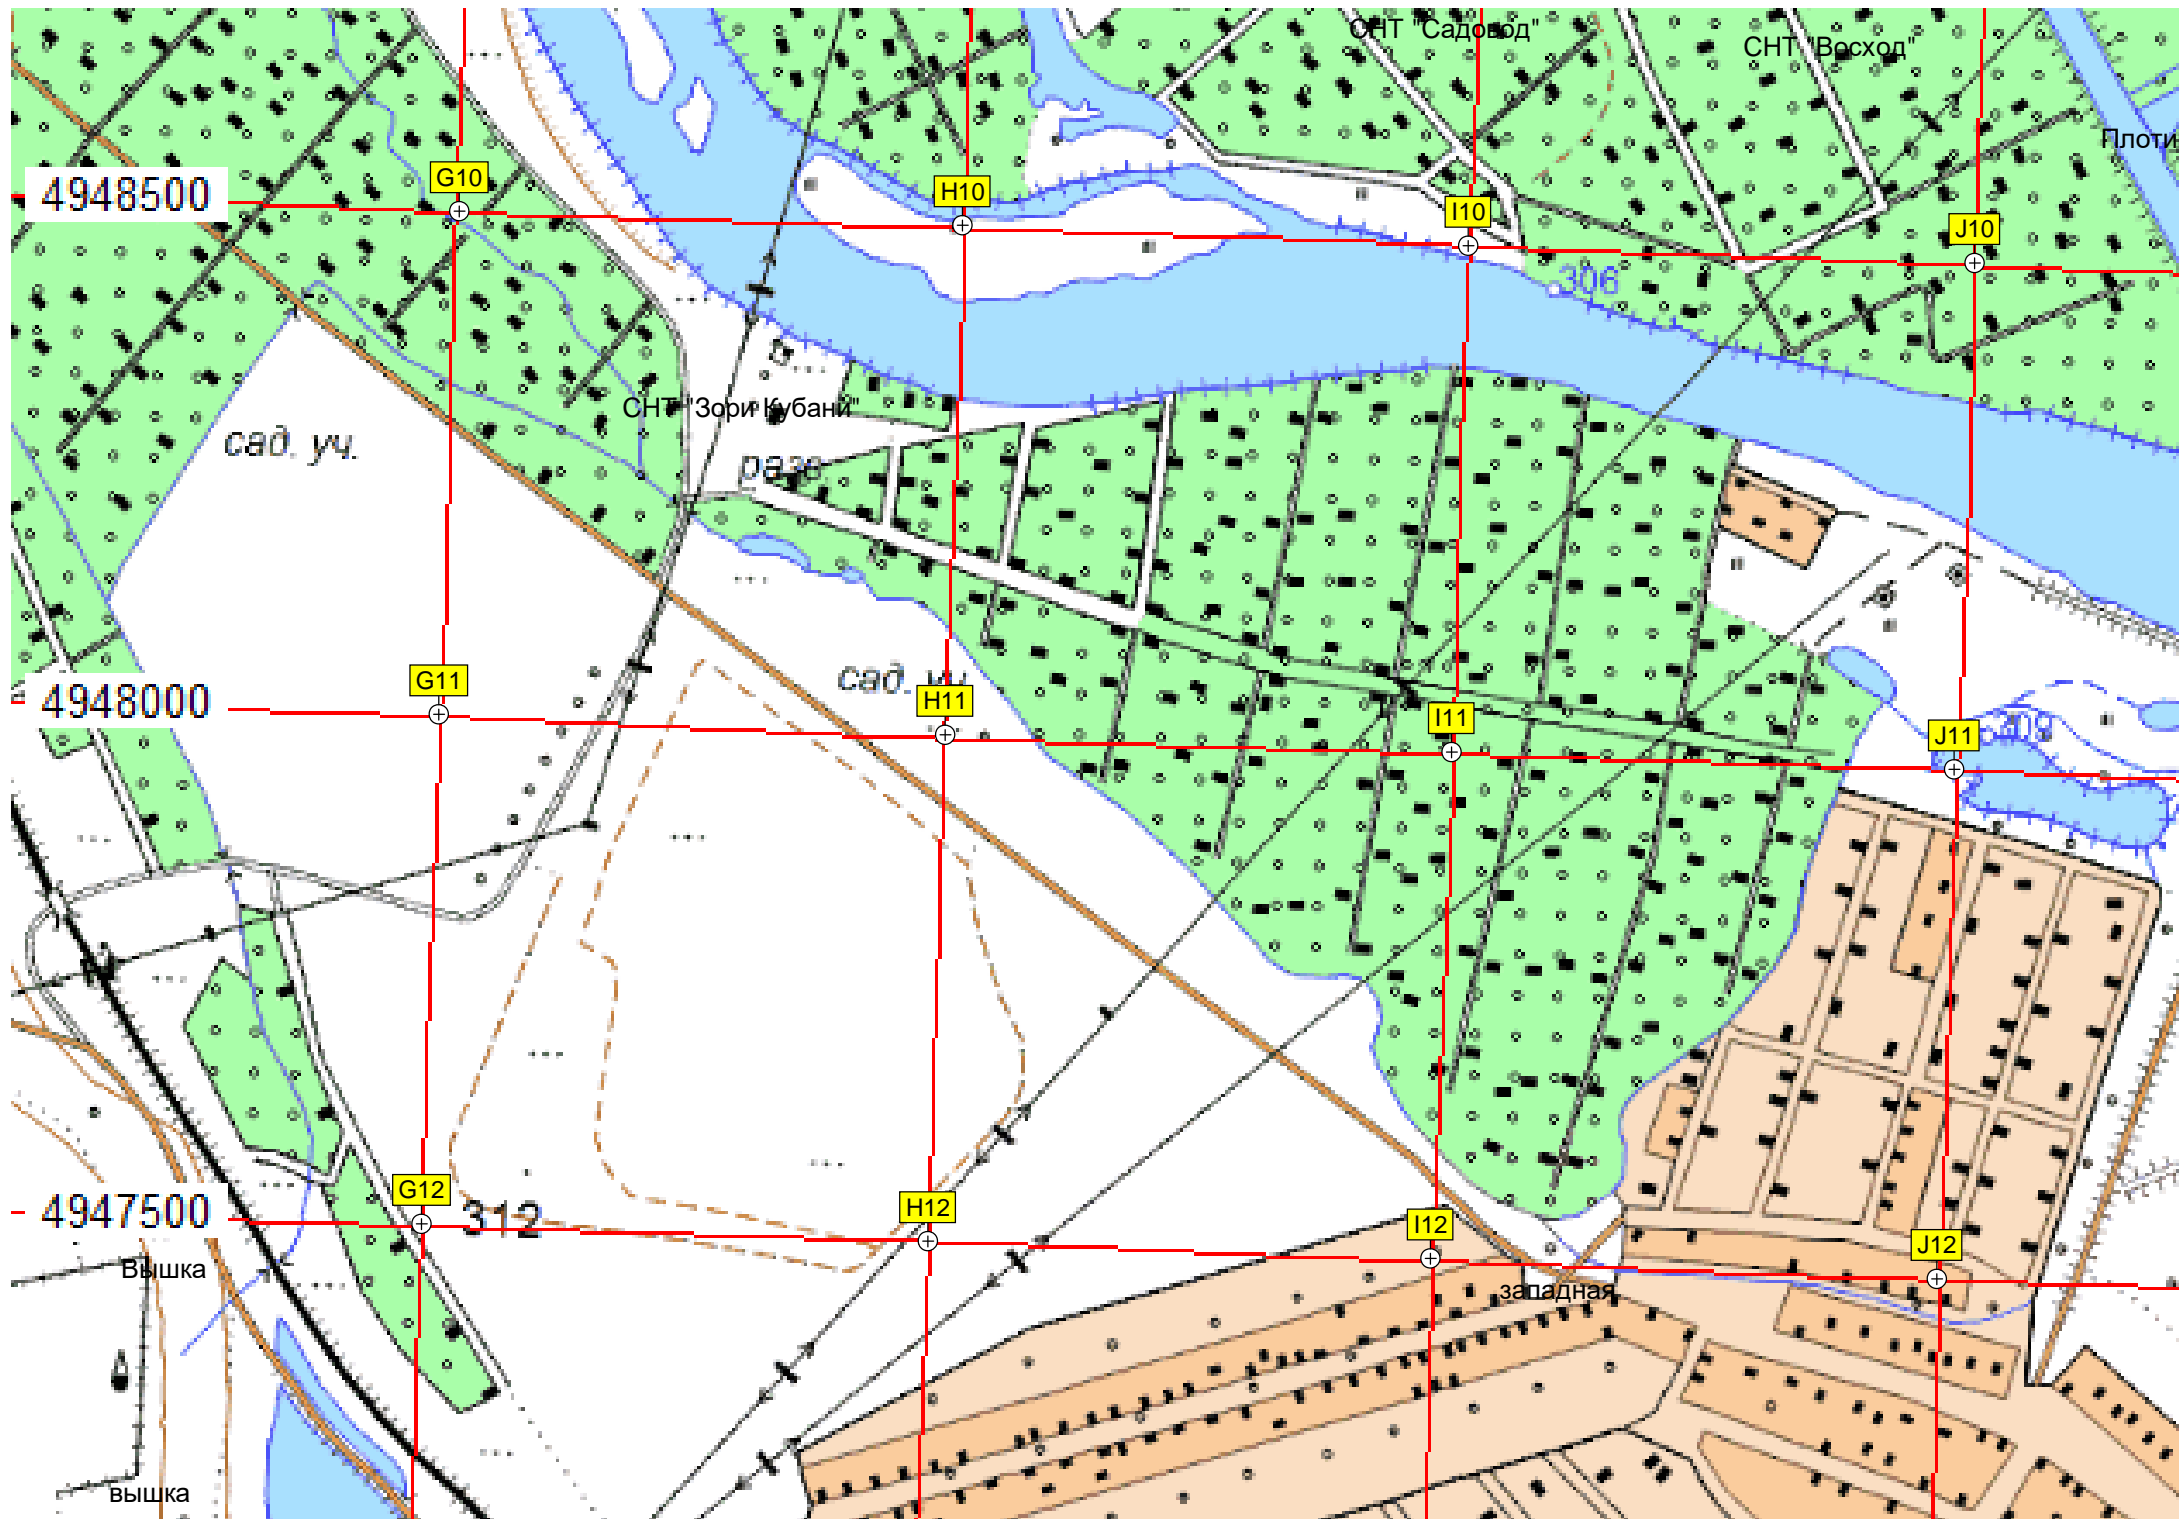 СНТ "Садовод"
СНТ "Восход"
Плоти
4948500
G10
H10
I10
J10
306
СНТ "Зори Кубани"
сад. уч.
разв
4948000
G11
сад. уч.
H11
I11
J11
309
4947500
G12
312
H12
I12
J12
Вышка
западная
вышка